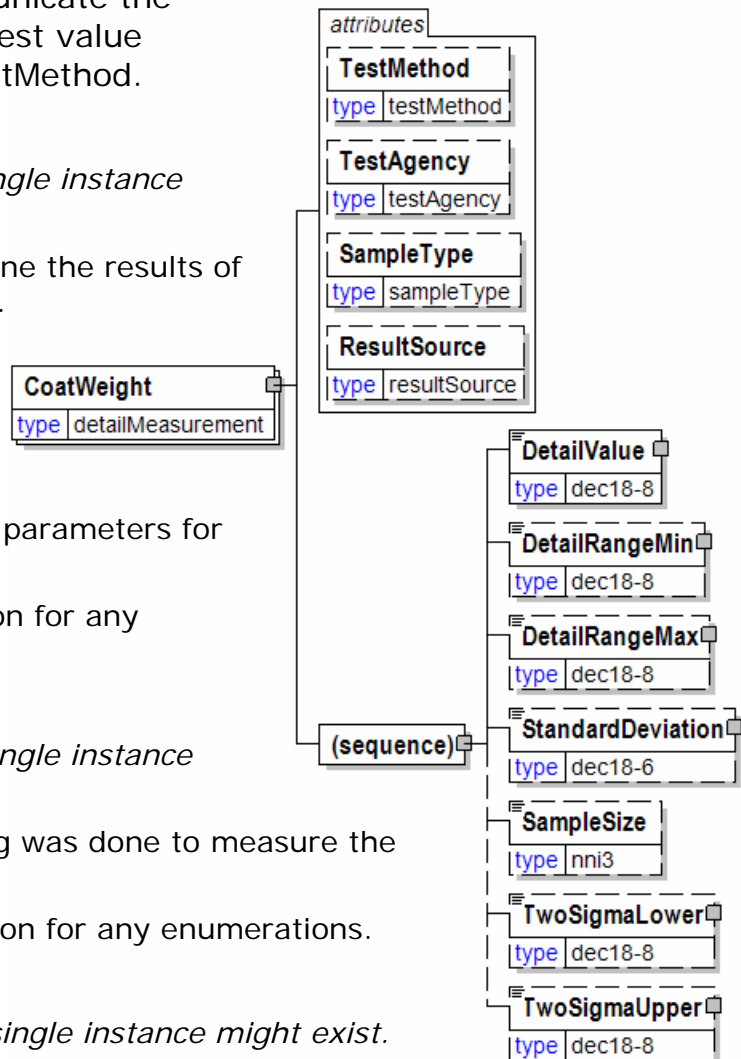 unicate the
est value
stMethod.
ngle instance
ne the results of
.
parameters for
on for any
ngle instance
g was done to measure the
on for any enumerations.
single instance might exist.
CoatWeight
type detailMeasurement
attributes
TestMethod
type testMethod
TestAgency
type testAgency
SampleType
type sampleType
ResultSource
type resultSource
(sequence)
DetailValue
type dec18-8
DetailRangeMin
type dec18-8
DetailRangeMax
type dec18-8
StandardDeviation
type dec18-6
SampleSize
type nni3
TwoSigmaLower
type dec18-8
TwoSigmaUpper
type dec18-8